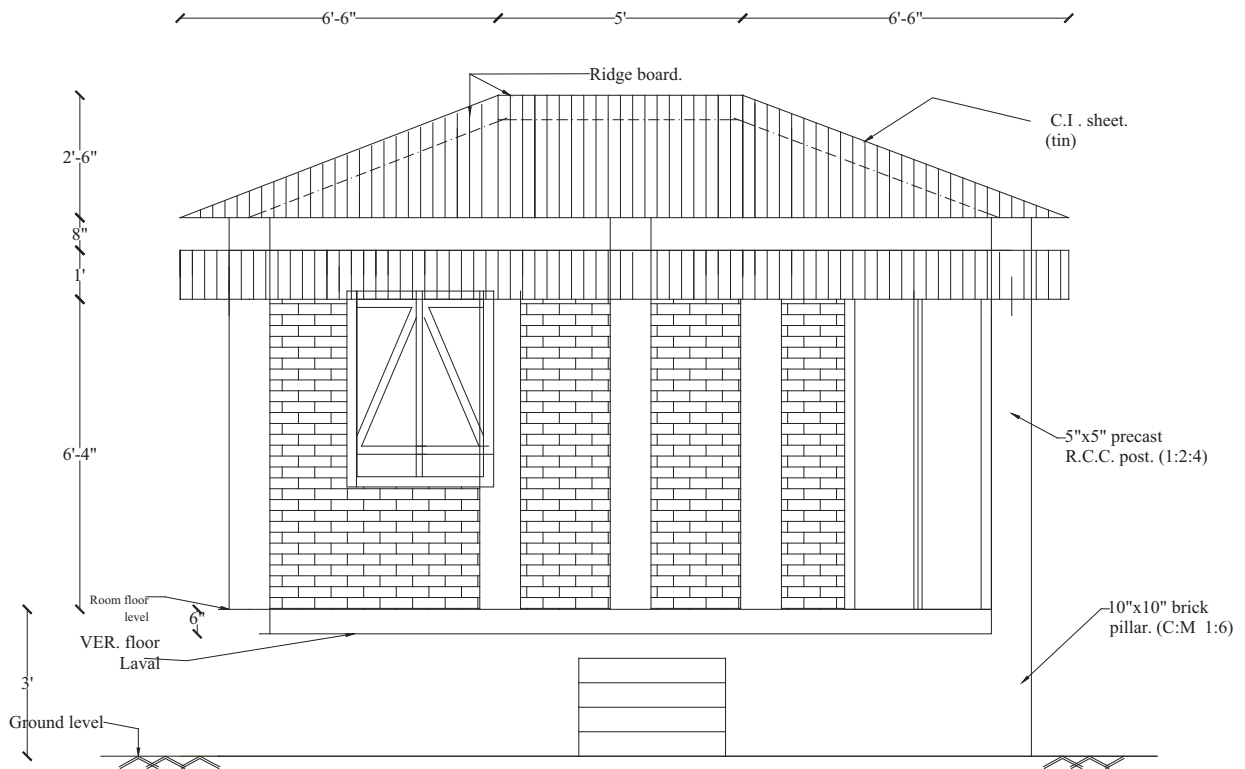 6'-6"
5'
6'-6"
Ridge board.
C.I . sheet.
(tin)
2'-6"
8"
1'
6'-4"
5"x5" precast
R.C.C. post. (1:2:4)
Room floor
level
6"
VER. floor
Laval
10"x10" brick
pillar. (C:M 1:6)
3'
Ground level